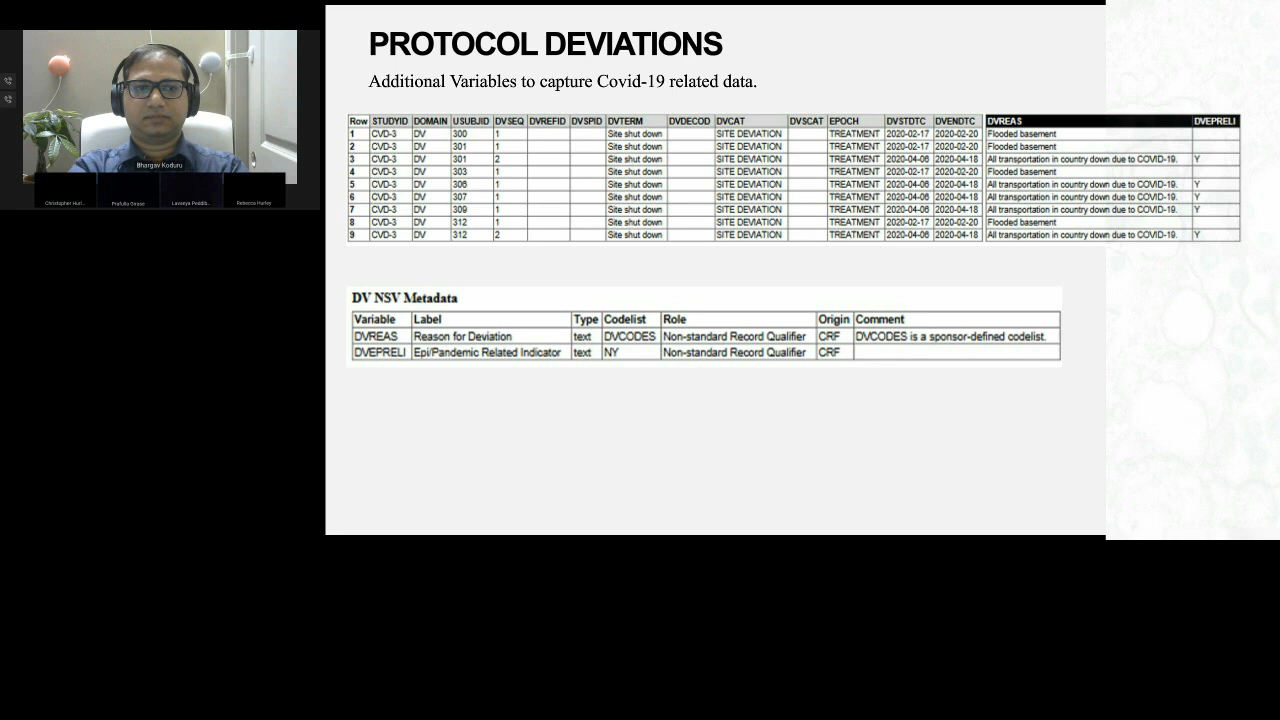 PROTOCOL DEVIATIONS
Additional Variables to capture Covid-19 related data.
Row STUDYID DOMAIN USUBJID DVSEQ DVREFID DVSPID DVTERM DVDECOD DVCAT DVSCAT EPOCH DVSTDTC DVENDTC DVREAS DVEPRELI
1 CVD-3 DV 300 1 Site shut down SITE DEVIATION TREATMENT 2020-02-17 2020-02-20 Flooded basement
2 CVD-3 DV 301 1 Site shut down SITE DEVIATION TREATMENT 2020-02-17 2020-02-20 Flooded basement
3 CVD-3 DV 301 2 Site shut down SITE DEVIATION TREATMENT 2020-04-06 2020-04-18 All transportation in country down due to COVID-19. Y
4 CVD-3 DV 303 1 Site shut down SITE DEVIATION TREATMENT 2020-02-17 2020-02-20 Flooded basement
5 CVD-3 DV 306 1 Site shut down SITE DEVIATION TREATMENT 2020-04-06 2020-04-18 All transportation in country down due to COVID-19. Y
6 CVD-3 DV 307 1 Site shut down SITE DEVIATION TREATMENT 2020-04-06 2020-04-18 All transportation in country down due to COVID-19. Y
7 CVD-3 DV 309 1 Site shut down SITE DEVIATION TREATMENT 2020-04-06 2020-04-18 All transportation in country down due to COVID-19. Y
8 CVD-3 DV 312 1 Site shut down SITE DEVIATION TREATMENT 2020-02-17 2020-02-20 Flooded basement
9 CVD-3 DV 312 2 Site shut down SITE DEVIATION TREATMENT 2020-04-06 2020-04-18 All transportation in country down due to COVID-19. Y
DV NSV Metadata
Variable Label Type Codelist Role Origin Comment
DVREAS Reason for Deviation text DVCODES Non-standard Record Qualifier CRF DVCODES is a sponsor-defined codelist.
DVEPRELI Epi/Pandemic Related Indicator text NY Non-standard Record Qualifier CRF
Bhargav Koduru
Christopher Hurl... Prafulla Girase Lavanya Peddib... Rebecca Hurley